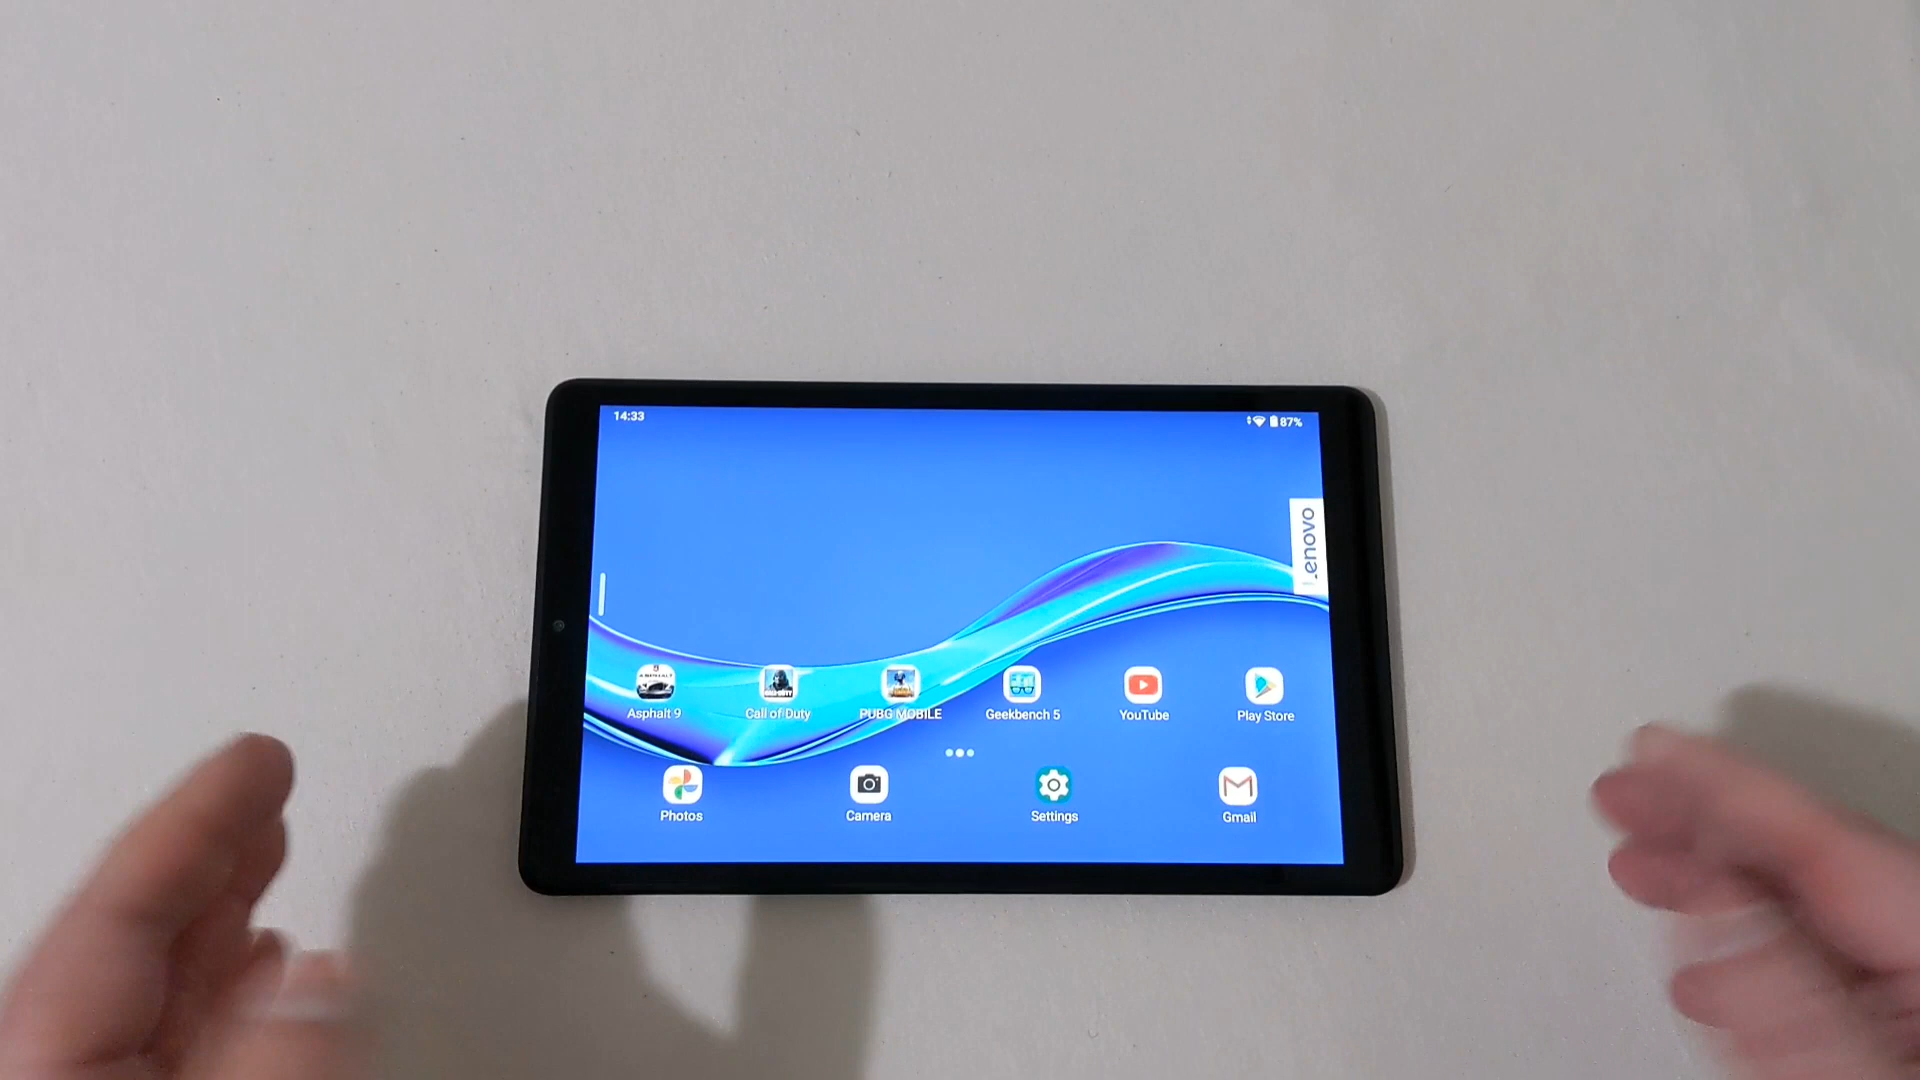 14:33
87%
Lenovo
Asphalt 9
Call of Duty
PUBG MOBILE
Geekbench 5
YouTube
Play Store
Photos
Camera
Settings
Gmail